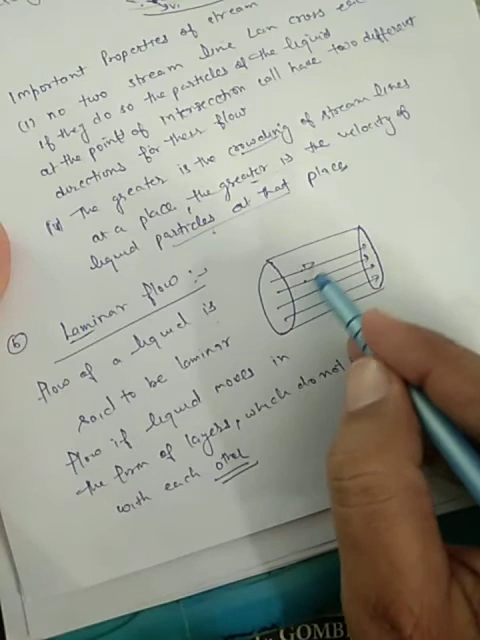 Important Properties of stream
(i) no two stream line can cross each
if they do so the particles of the liquid
at the point of intersection will have two different
directions for their flow
(ii) The greater is the crowding of stream lines
at a place, the greater is the velocity of
liquid particles at that place
⑥ Laminar flow :-
flow of a liquid is
said to be laminar
flow if liquid moves in
the form of layers, which do not
with each other
GOMB